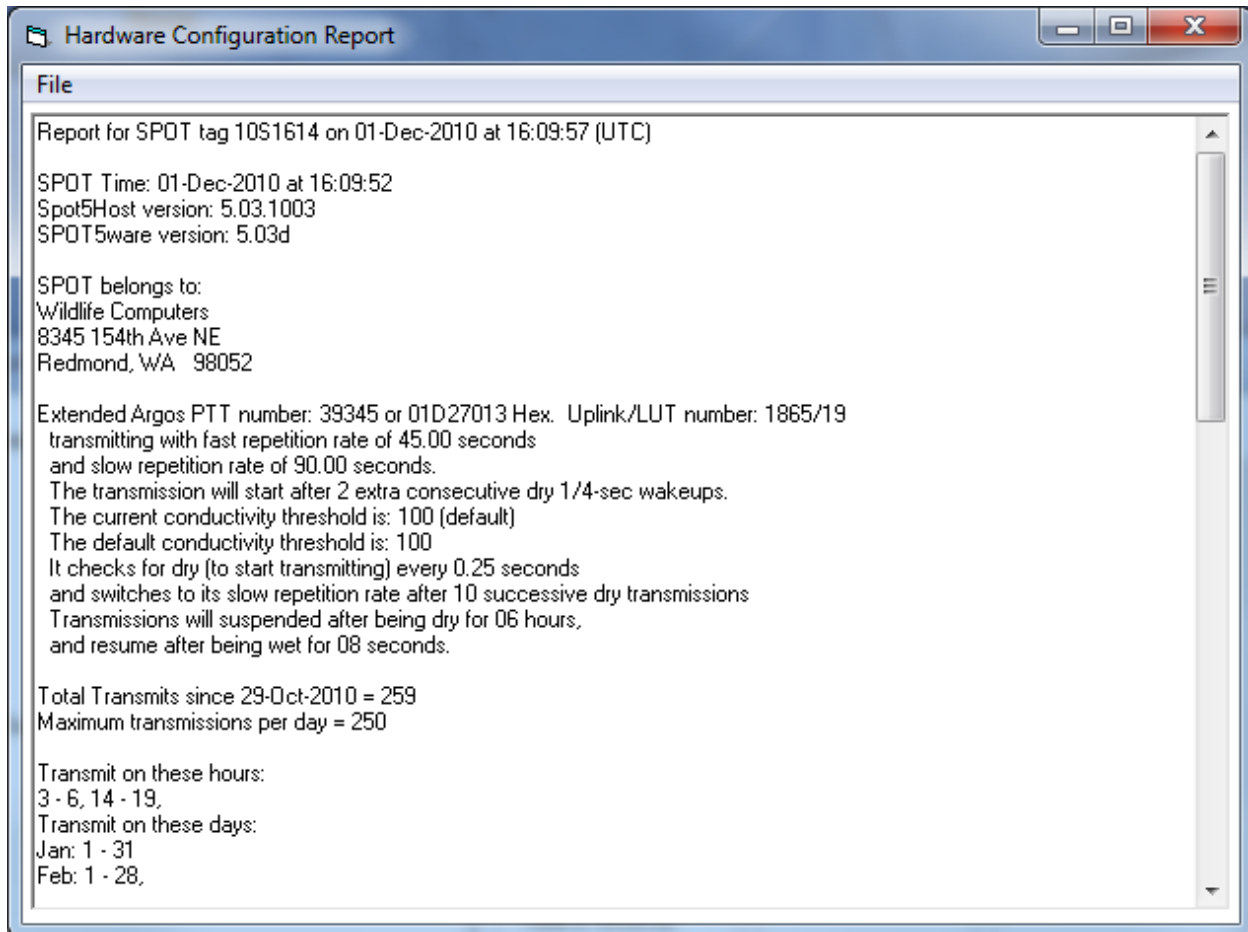 Hardware Configuration Report
File
Report for SPOT tag 10S1614 on 01-Dec-2010 at 16:09:57 (UTC)
SPOT Time: 01-Dec-2010 at 16:09:52
Spot5Host version: 5.03.1003
SPOT5ware version: 5.03d
SPOT belongs to:
Wildlife Computers
8345 154th Ave NE
Redmond, WA   98052
Extended Argos PTT number: 39345 or 01D27013 Hex.  Uplink/LUT number: 1865/19
transmitting with fast repetition rate of 45.00 seconds
and slow repetition rate of 90.00 seconds.
The transmission will start after 2 extra consecutive dry 1/4-sec wakeups.
The current conductivity threshold is: 100 (default)
The default conductivity threshold is: 100
It checks for dry (to start transmitting) every 0.25 seconds
and switches to its slow repetition rate after 10 successive dry transmissions
Transmissions will suspended after being dry for 06 hours,
and resume after being wet for 08 seconds.
Total Transmits since 29-Oct-2010 = 259
Maximum transmissions per day = 250
Transmit on these hours:
3 - 6, 14 - 19,
Transmit on these days:
Jan: 1 - 31
Feb: 1 - 28,